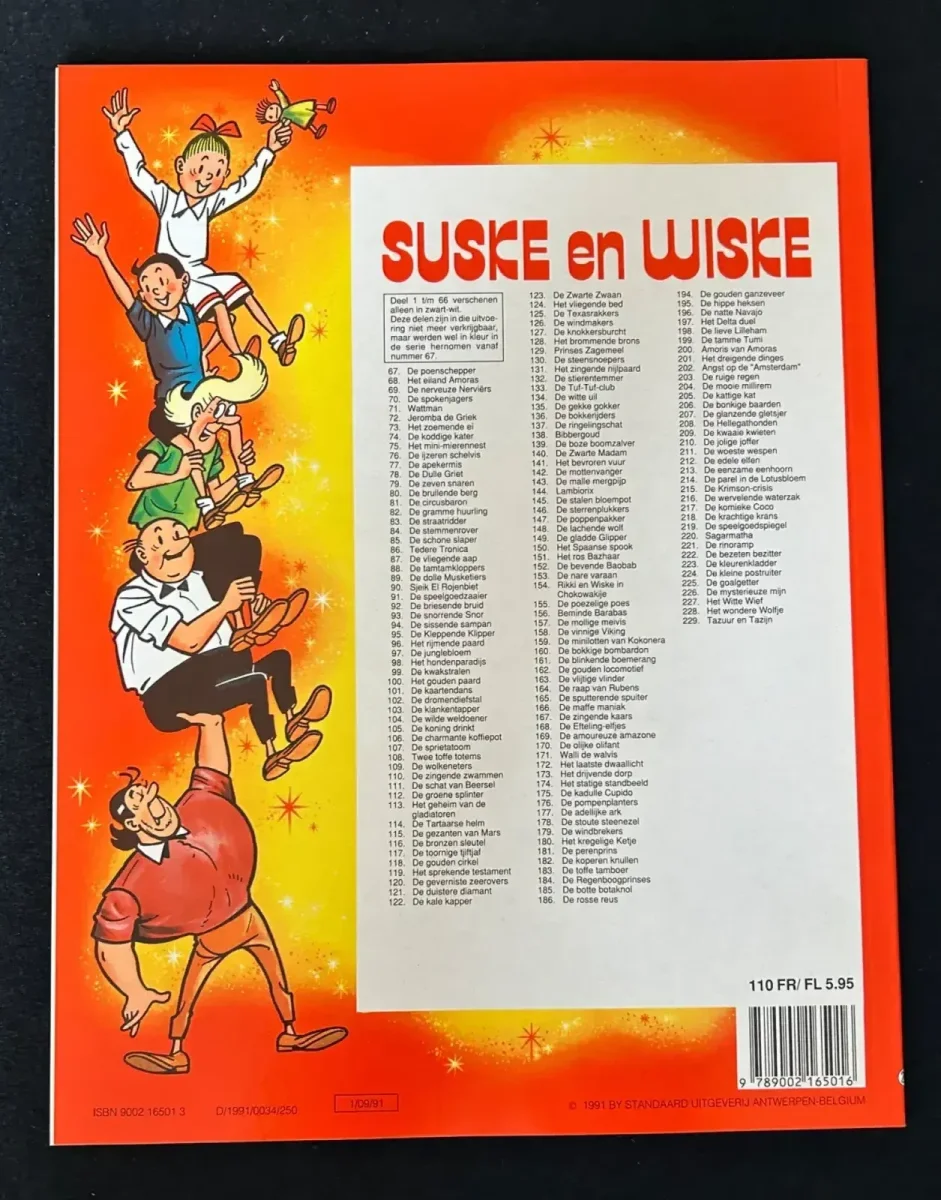 SUSKE en WISKE
Deel 1 t/m 66 verschenen
alleen in zwart-wit.
Deze delen zijn in die uitvoe-
ring niet meer verkrijgbaar,
maar werden wel in kleur in
de serie hernomen vanaf
nummer 67.
67. De poenschepper
68. Het eiland Amoras
69. De nerveuze Nerviërs
70. De spokenjagers
71. Wattman
72. Jeromba de Griek
73. Het zoemende ei
74. De koddige kater
75. Het mini-mierennest
76. De ijzeren schelvis
77. De apekermis
78. De Dulle Griet
79. De zeven snaren
80. De brullende berg
81. De circusbaron
82. De gramme huurling
83. De straatridder
84. De stemmenrover
85. De schone slaper
86. Tedere Tronica
87. De vliegende aap
88. De tamtamkloppers
89. De dolle Musketiers
90. Sjeik El Rojenbiet
91. De speelgoedzaaier
92. De briesende bruid
93. De snorrende Snor
94. De sissende sampan
95. De Kleppende Klipper
96. Het rijmende paard
97. De junglebloem
98. Het hondenparadijs
99. De kwakstralen
100. Het gouden paard
101. De kaartendans
102. De dromendiefstal
103. De klankentapper
104. De wilde weldoener
105. De koning drinkt
106. De charmante koffiepot
107. De sprietatoom
108. Twee toffe totems
109. De wolkeneters
110. De zingende zwammen
111. De schat van Beersel
112. De groene splinter
113. Het geheim van de
gladiatoren
114. De Tartaarse helm
115. De gezanten van Mars
116. De bronzen sleutel
117. De toornige tjiftjaf
118. De gouden cirkel
119. Het sprekende testament
120. De geverniste zeerovers
121. De duistere diamant
122. De kale kapper
123. De Zwarte Zwaan
124. Het vliegende bed
125. De Texasrakkers
126. De windmakers
127. De knokkersburcht
128. Het brommende brons
129. Prinses Zagemeel
130. De steensnoepers
131. Het zingende nijlpaard
132. De stierentemmer
133. De Tuf-Tuf-club
134. De witte uil
135. De gekke gokker
136. De bokkerijders
137. De ringelingschat
138. Bibbergoud
139. De boze boomzalver
140. De Zwarte Madam
141. Het bevroren vuur
142. De mottenvanger
143. De malle mergpijp
144. Lambiorix
145. De stalen bloempot
146. De sterrenplukkers
147. De poppenpakker
148. De lachende wolf
149. De gladde Glipper
150. Het Spaanse spook
151. Het ros Bazhaar
152. De bevende Baobab
153. De nare varaan
154. Rikki en Wiske in
Chokowakije
155. De poezelige poes
156. Beminde Barabas
157. De mollige meivis
158. De vinnige Viking
159. De minilotten van Kokonera
160. De bokkige bombardon
161. De blinkende boemerang
162. De gouden locomotief
163. De vlijtige vlinder
164. De raap van Rubens
165. De sputterende spuiter
166. De maffe maniak
167. De zingende kaars
168. De Efteling-elfjes
169. De amoureuze amazone
170. De olijke olifant
171. Walli de walvis
172. Het laatste dwaallicht
173. Het drijvende dorp
174. Het statige standbeeld
175. De kadulle Cupido
176. De pompenplanters
177. De adellijke ark
178. De stoute steenezel
179. De windbrekers
180. Het kregelige Ketje
181. De perenprins
182. De koperen knullen
183. De toffe tamboer
184. De Regenboogprinses
185. De botte botaknol
186. De rosse reus
194. De gouden ganzeveer
195. De hippe heksen
196. De natte Navajo
197. Het Delta duel
198. De lieve Lilleham
199. De tamme Tumi
200. Amoris van Amoras
201. Het dreigende dinges
202. Angst op de "Amsterdam"
203. De ruige regen
204. De mooie millirem
205. De kattige kat
206. De bonkige baarden
207. De glanzende gletsjer
208. De Hellegathonden
209. De kwaaie kwieten
210. De jolige joffer
211. De woeste wespen
212. De edele elfen
213. De eenzame eenhoorn
214. De parel in de Lotusbloem
215. De Krimson-crisis
216. De wervelende waterzak
217. De komieke Coco
218. De krachtige krans
219. De speelgoedspiegel
220. Sagarmatha
221. De rinoramp
222. De bezeten bezitter
223. De kleurenkladder
224. De kleine postruiter
225. De goalgetter
226. De mysterieuze mijn
227. Het Witte Wief
228. Het wondere Wolfje
229. Tazuur en Tazijn
110 FR/ FL 5.95
9 789002 165016
ISBN 9002 16501 3
D/1991/0034/250
1/09/91
© 1991 BY STANDAARD UITGEVERIJ ANTWERPEN-BELGIUM